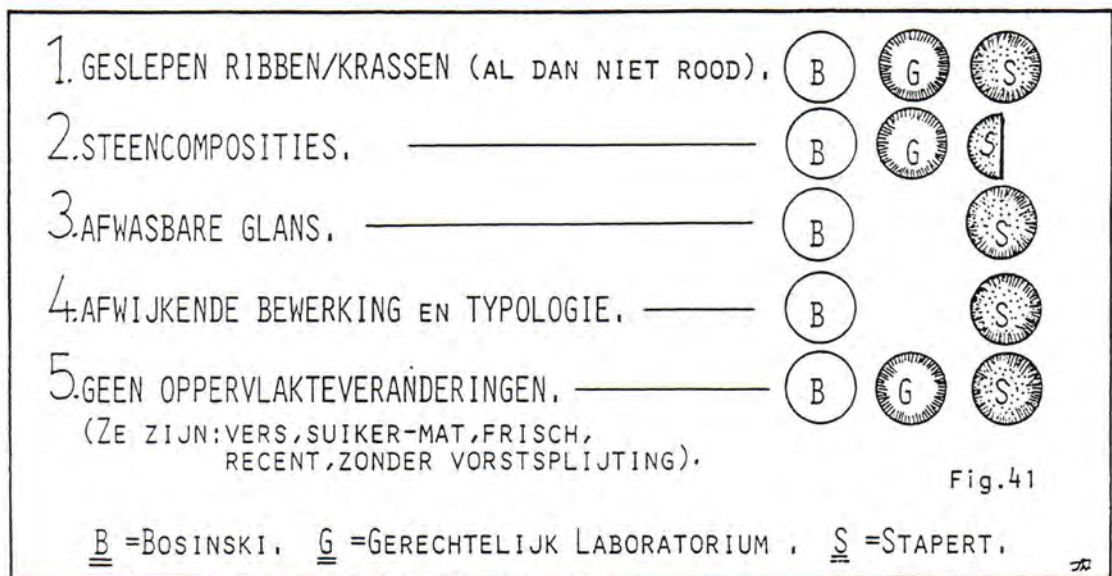 1. GESLEPEN RIBBEN/KRASSEN (AL DAN NIET ROOD). B G S
2. STEENCOMPOSITIES. B G S
3. AFWASBARE GLANS. B S
4. AFWIJKENDE BEWERKING EN TYPOLOGIE. B S
5. GEEN OPPERVLAKTEVERANDERINGEN. B G S
(ZE ZIJN: VERS, SUIKER-MAT, FRISCH,
RECENT, ZONDER VORSTSPLIJTING).
Fig.41
B =BOSINSKI. G =GERECHTELIJK LABORATORIUM. S =STAPERT.